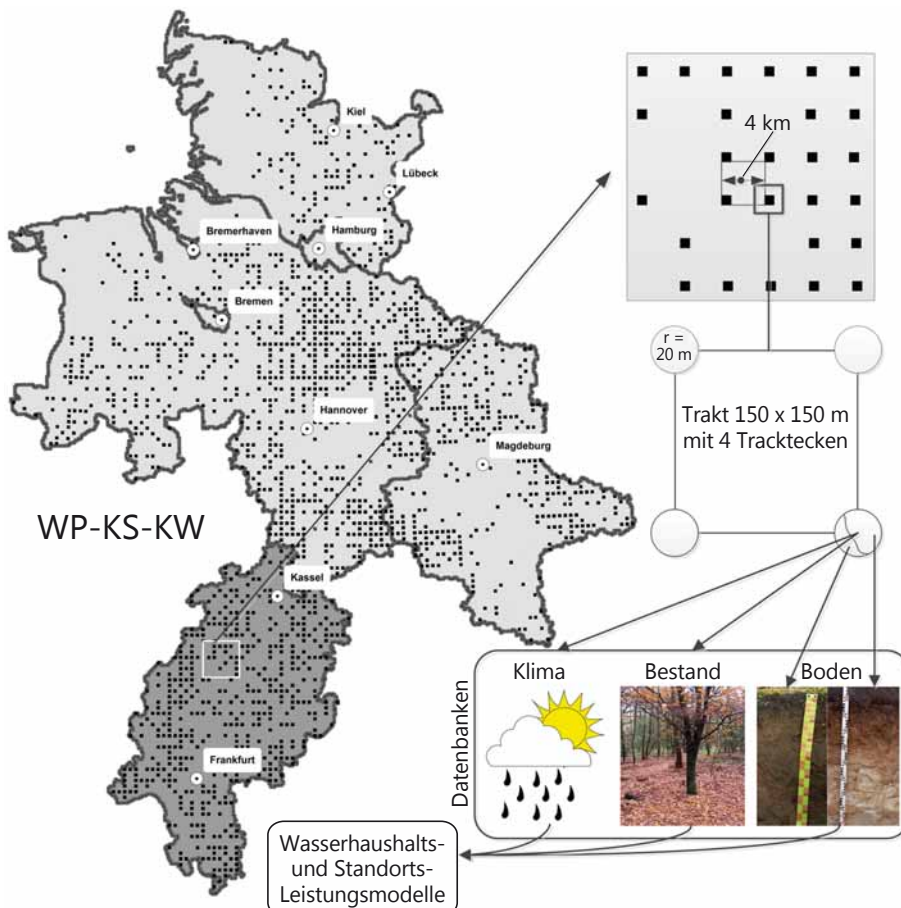 Kiel
Lübeck
Bremerhaven
Hamburg
Bremen
Hannover
Magdeburg
WP-KS-KW
Kassel
Frankfurt
4 km
r =
20 m
Trakt 150 x 150 m
mit 4 Tracktecken
Datenbanken
Klima
Bestand
Boden
Wasserhaushalts-
und Standorts-
Leistungsmodelle